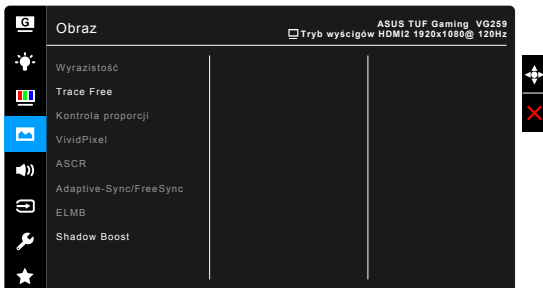 G
Obraz
ASUS TUF Gaming VG259
Tryb wyścigów HDMI2 1920x1080@ 120Hz
Wyrazistość
Trace Free
Kontrola proporcji
VividPixel
ASCR
Adaptive-Sync/FreeSync
ELMB
Shadow Boost